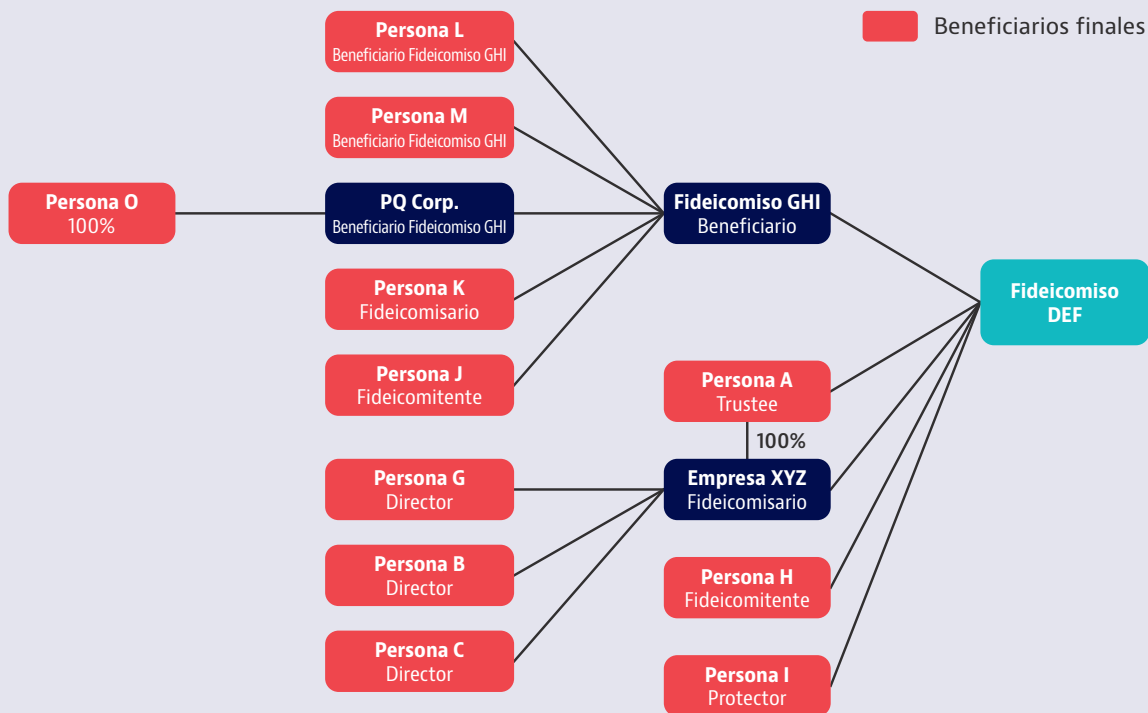 Beneficiarios finales
Persona L
Beneficiario Fideicomiso GHI
Persona M
Beneficiario Fideicomiso GHI
Persona O
100%
PQ Corp.
Beneficiario Fideicomiso GHI
Fideicomiso GHI
Beneficiario
Persona K
Fideicomisario
Fideicomiso
DEF
Persona J
Fideicomitente
Persona A
Trustee
100%
Persona G
Director
Empresa XYZ
Fideicomisario
Persona B
Director
Persona H
Fideicomitente
Persona C
Director
Persona I
Protector